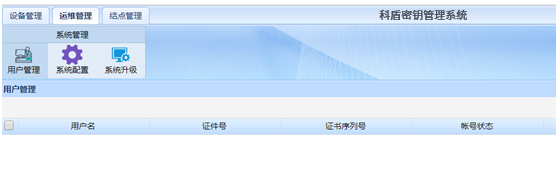 设备管理 运维管理 结点管理 科盾密钥管理系统
系统管理
用户管理 系统配置 系统升级
用户管理
用户名 证件号 证书序列号 帐号状态